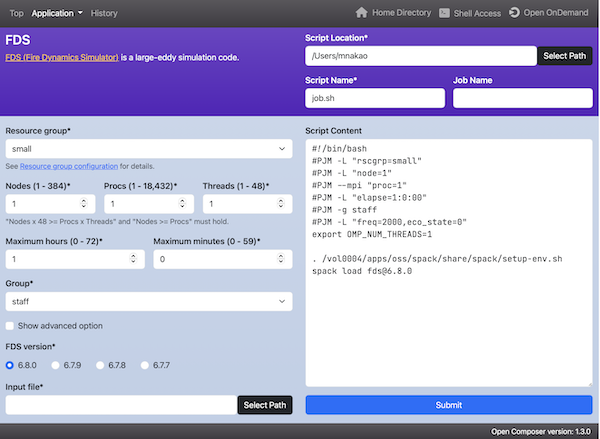 Top Application History Home Directory Shell Access Open OnDemand
FDS
FDS (Fire Dynamics Simulator) is a large-eddy simulation code.
Script Location*
/Users/mnakao Select Path
Script Name* Job Name
job.sh
Resource group*
small
See Resource group configuration for details.
Nodes (1 - 384)* Procs (1 - 18,432)* Threads (1 - 48)*
1 1 1
"Nodes x 48 >= Procs x Threads" and "Nodes >= Procs" must hold.
Maximum hours (0 - 72)* Maximum minutes (0 - 59)*
1 0
Group*
staff
Show advanced option
FDS version*
6.8.0 6.7.9 6.7.8 6.7.7
Input file*
Select Path
Script Content
#!/bin/bash
#PJM -L "rscgrp=small"
#PJM -L "node=1"
#PJM --mpi "proc=1"
#PJM -L "elapse=1:0:00"
#PJM -g staff
#PJM -L "freq=2000,eco_state=0"
export OMP_NUM_THREADS=1
. /vol0004/apps/oss/spack/share/spack/setup-env.sh
spack load fds@6.8.0
Submit
Open Composer version: 1.3.0